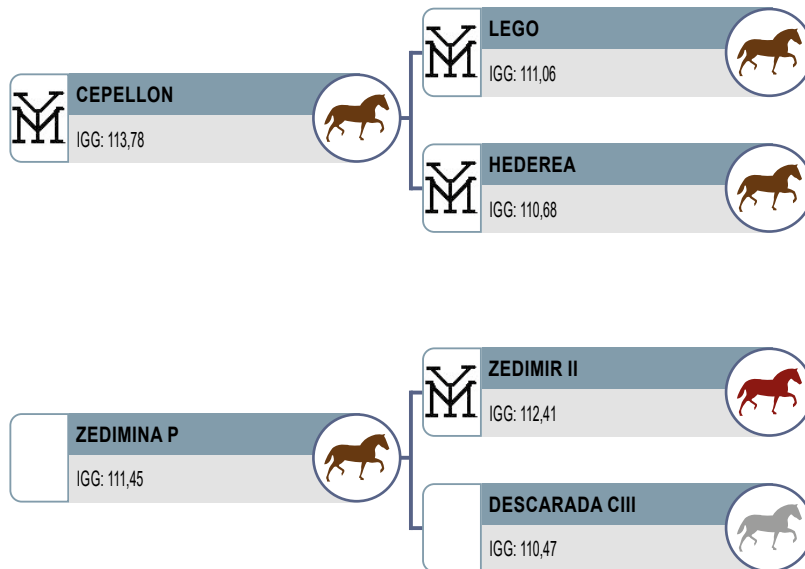 LEGO
IGG: 111,06
CEPELLON
IGG: 113,78
HEDEREA
IGG: 110,68
ZEDIMIR II
IGG: 112,41
ZEDIMINA P
IGG: 111,45
DESCARADA CIII
IGG: 110,47